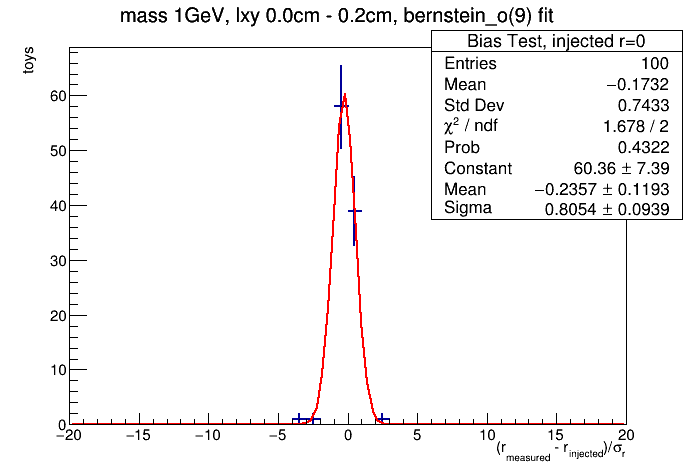 mass 1GeV, lxy 0.0cm - 0.2cm, bernstein_o(9) fit
toys
Bias Test, injected r=0
Entries 100
Mean −0.1732
Std Dev 0.7433
χ² / ndf 1.678 / 2
Prob 0.4322
Constant 60.36 ± 7.39
Mean −0.2357 ± 0.1193
Sigma 0.8054 ± 0.0939
60
50
40
30
20
10
0
−20 −15 −10 −5 0 5 10 15 20
(r_measured - r_injected)/σ_r